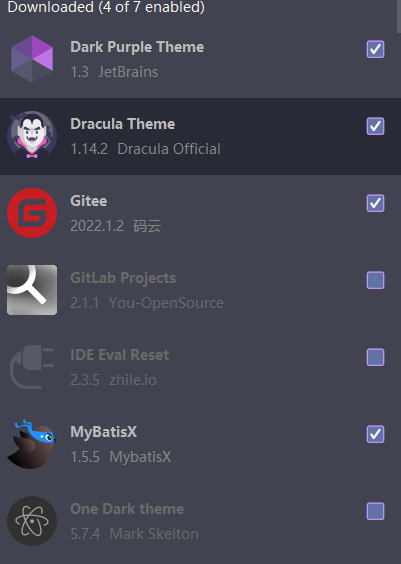 Downloaded (4 of 7 enabled)
Dark Purple Theme
1.3 JetBrains
Dracula Theme
1.14.2 Dracula Official
Gitee
2022.1.2 码云
GitLab Projects
2.1.1 You-OpenSource
IDE Eval Reset
2.3.5 zhile.io
MyBatisX
1.5.5 MybatisX
One Dark theme
5.7.4 Mark Skelton